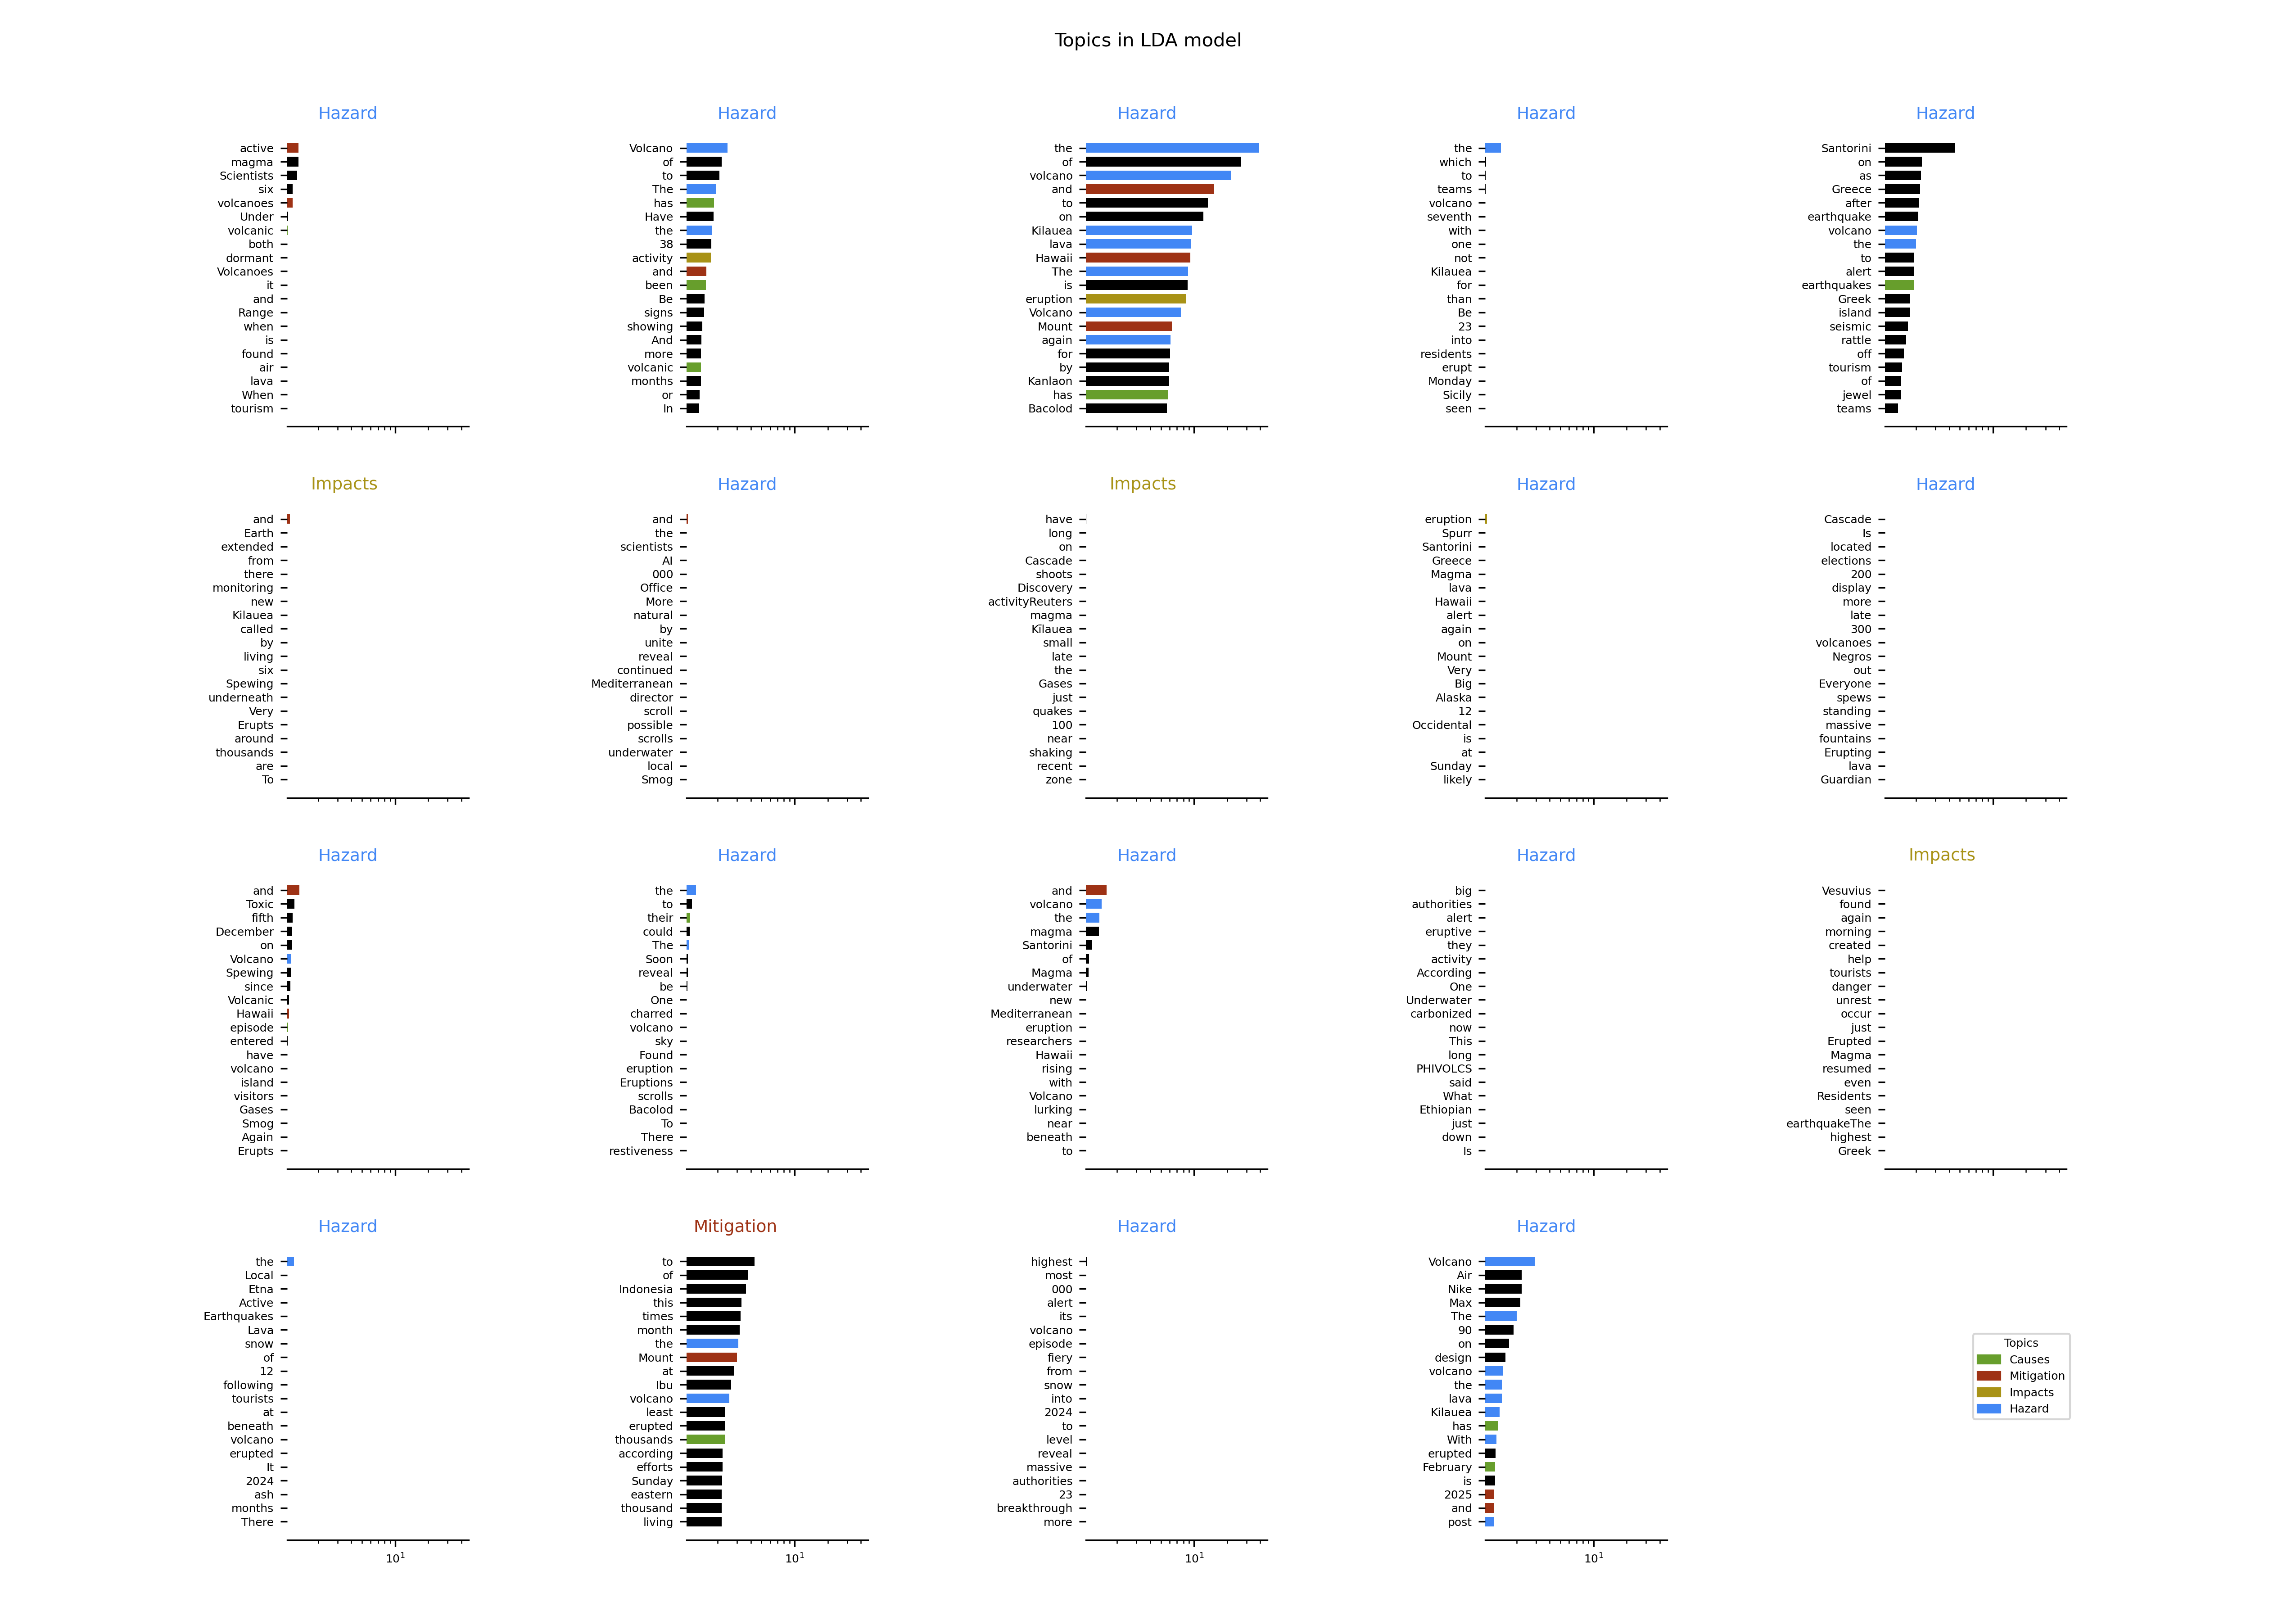 Topics in LDA model
Hazard
active
magma
Scientists
six
volcanoes
Under
volcanic
both
dormant
Volcanoes
it
and
Range
when
is
found
air
lava
When
tourism
Hazard
Volcano
of
to
The
has
Have
the
38
activity
and
been
Be
signs
showing
And
more
volcanic
months
or
In
Hazard
the
of
volcano
and
to
on
Kilauea
lava
Hawaii
The
is
eruption
Volcano
Mount
again
for
by
Kanlaon
has
Bacolod
Hazard
the
which
to
teams
volcano
seventh
with
one
not
Kilauea
for
than
Be
23
into
residents
erupt
Monday
Sicily
seen
Hazard
Santorini
on
as
Greece
after
earthquake
volcano
the
to
alert
earthquakes
Greek
island
seismic
rattle
off
tourism
of
jewel
teams
Impacts
and
Earth
extended
from
there
monitoring
new
Kilauea
called
by
living
six
Spewing
underneath
Very
Erupts
around
thousands
are
To
Hazard
and
the
scientists
AI
000
Office
More
natural
by
unite
reveal
continued
Mediterranean
director
scroll
possible
scrolls
underwater
local
Smog
Impacts
have
long
on
Cascade
shoots
Discovery
activityReuters
magma
Kīlauea
small
late
the
Gases
just
quakes
100
near
shaking
recent
zone
Hazard
eruption
Spurr
Santorini
Greece
Magma
lava
Hawaii
alert
again
on
Mount
Very
Big
Alaska
12
Occidental
is
at
Sunday
likely
Hazard
Cascade
Is
located
elections
200
display
more
late
300
volcanoes
Negros
out
Everyone
spews
standing
massive
fountains
Erupting
lava
Guardian
Hazard
and
Toxic
fifth
December
on
Volcano
Spewing
since
Volcanic
Hawaii
episode
entered
have
volcano
island
visitors
Gases
Smog
Again
Erupts
Hazard
the
to
their
could
The
Soon
reveal
be
One
charred
volcano
sky
Found
eruption
Eruptions
scrolls
Bacolod
To
There
restiveness
Hazard
and
volcano
the
magma
Santorini
of
Magma
underwater
new
Mediterranean
eruption
researchers
Hawaii
rising
with
Volcano
lurking
near
beneath
to
Hazard
big
authorities
alert
eruptive
they
activity
According
One
Underwater
carbonized
now
This
long
PHIVOLCS
said
What
Ethiopian
just
down
Is
Impacts
Vesuvius
found
again
morning
created
help
tourists
danger
unrest
occur
just
Erupted
Magma
resumed
even
Residents
seen
earthquakeThe
highest
Greek
Hazard
the
Local
Etna
Active
Earthquakes
Lava
snow
of
12
following
tourists
at
beneath
volcano
erupted
It
2024
ash
months
There
10¹
Mitigation
to
of
Indonesia
this
times
month
the
Mount
at
Ibu
volcano
least
erupted
thousands
according
efforts
Sunday
eastern
thousand
living
10¹
Hazard
highest
most
000
alert
its
volcano
episode
fiery
from
snow
into
2024
to
level
reveal
massive
authorities
23
breakthrough
more
10¹
Hazard
Volcano
Air
Nike
Max
The
90
on
design
volcano
the
lava
Kilauea
has
With
erupted
February
is
2025
and
post
10¹
Topics
Causes
Mitigation
Impacts
Hazard